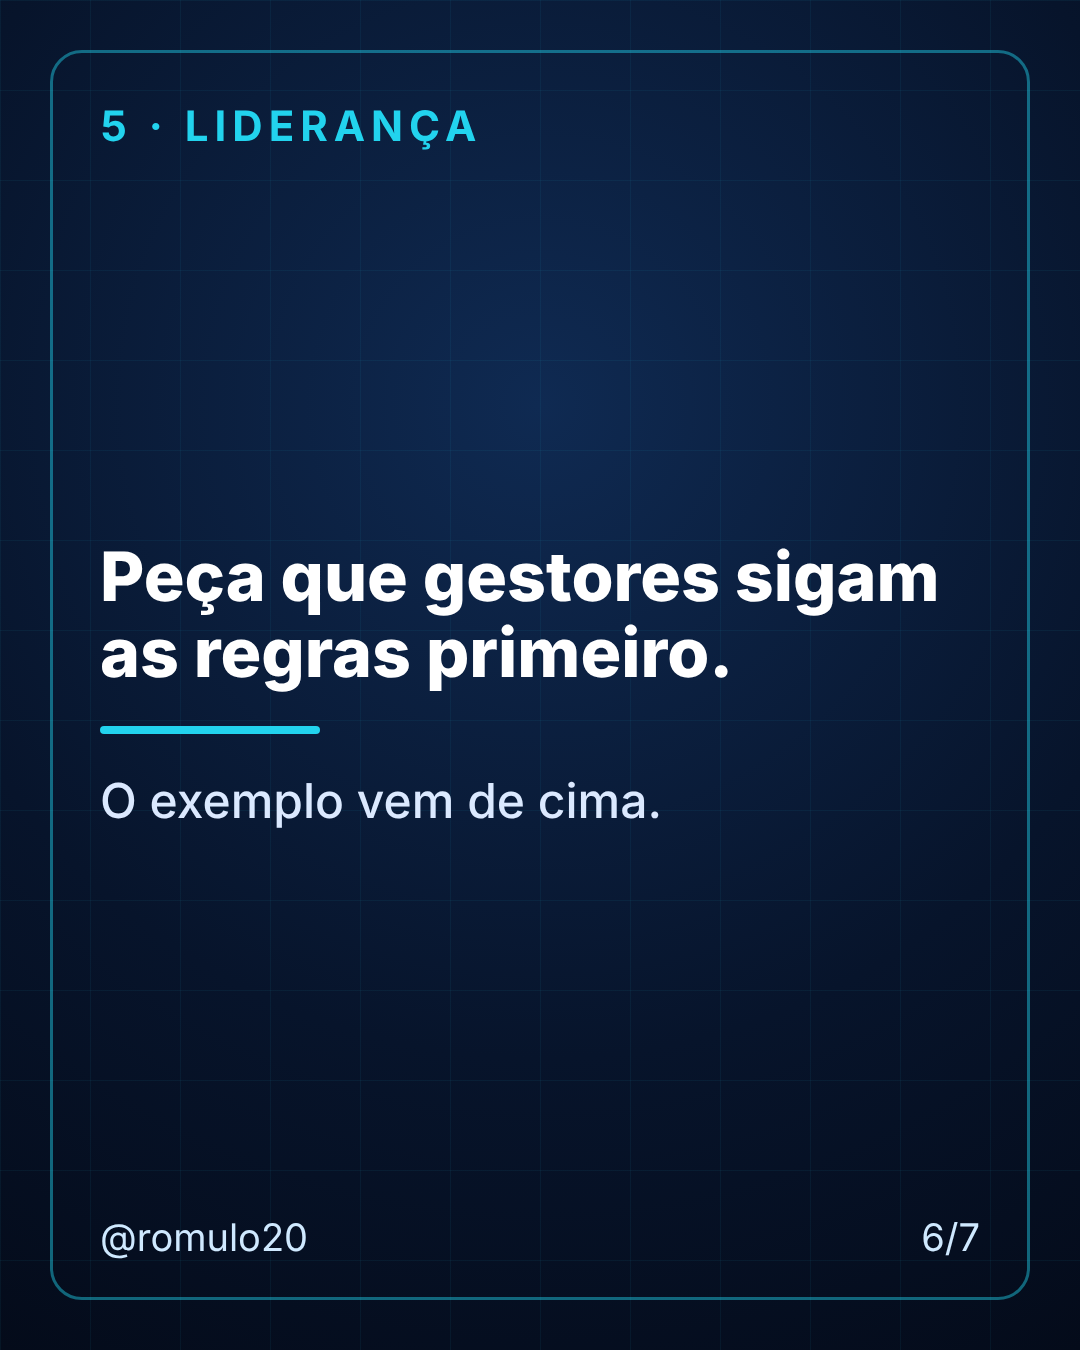 5 · LIDERANÇA
Peça que gestores sigam
as regras primeiro.
O exemplo vem de cima.
@romulo20
6/7